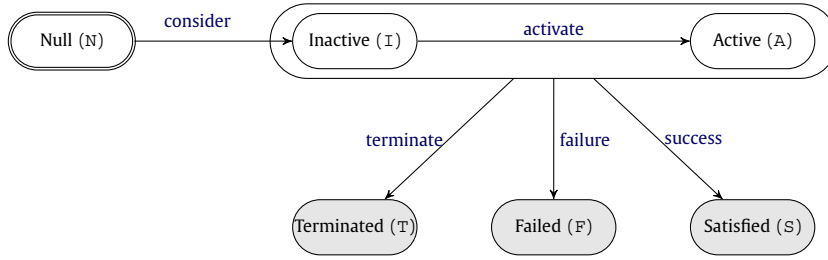 consider
Null (N)
Inactive (I)
activate
Active (A)
terminate
failure
success
Terminated (T)
Failed (F)
Satisfied (S)